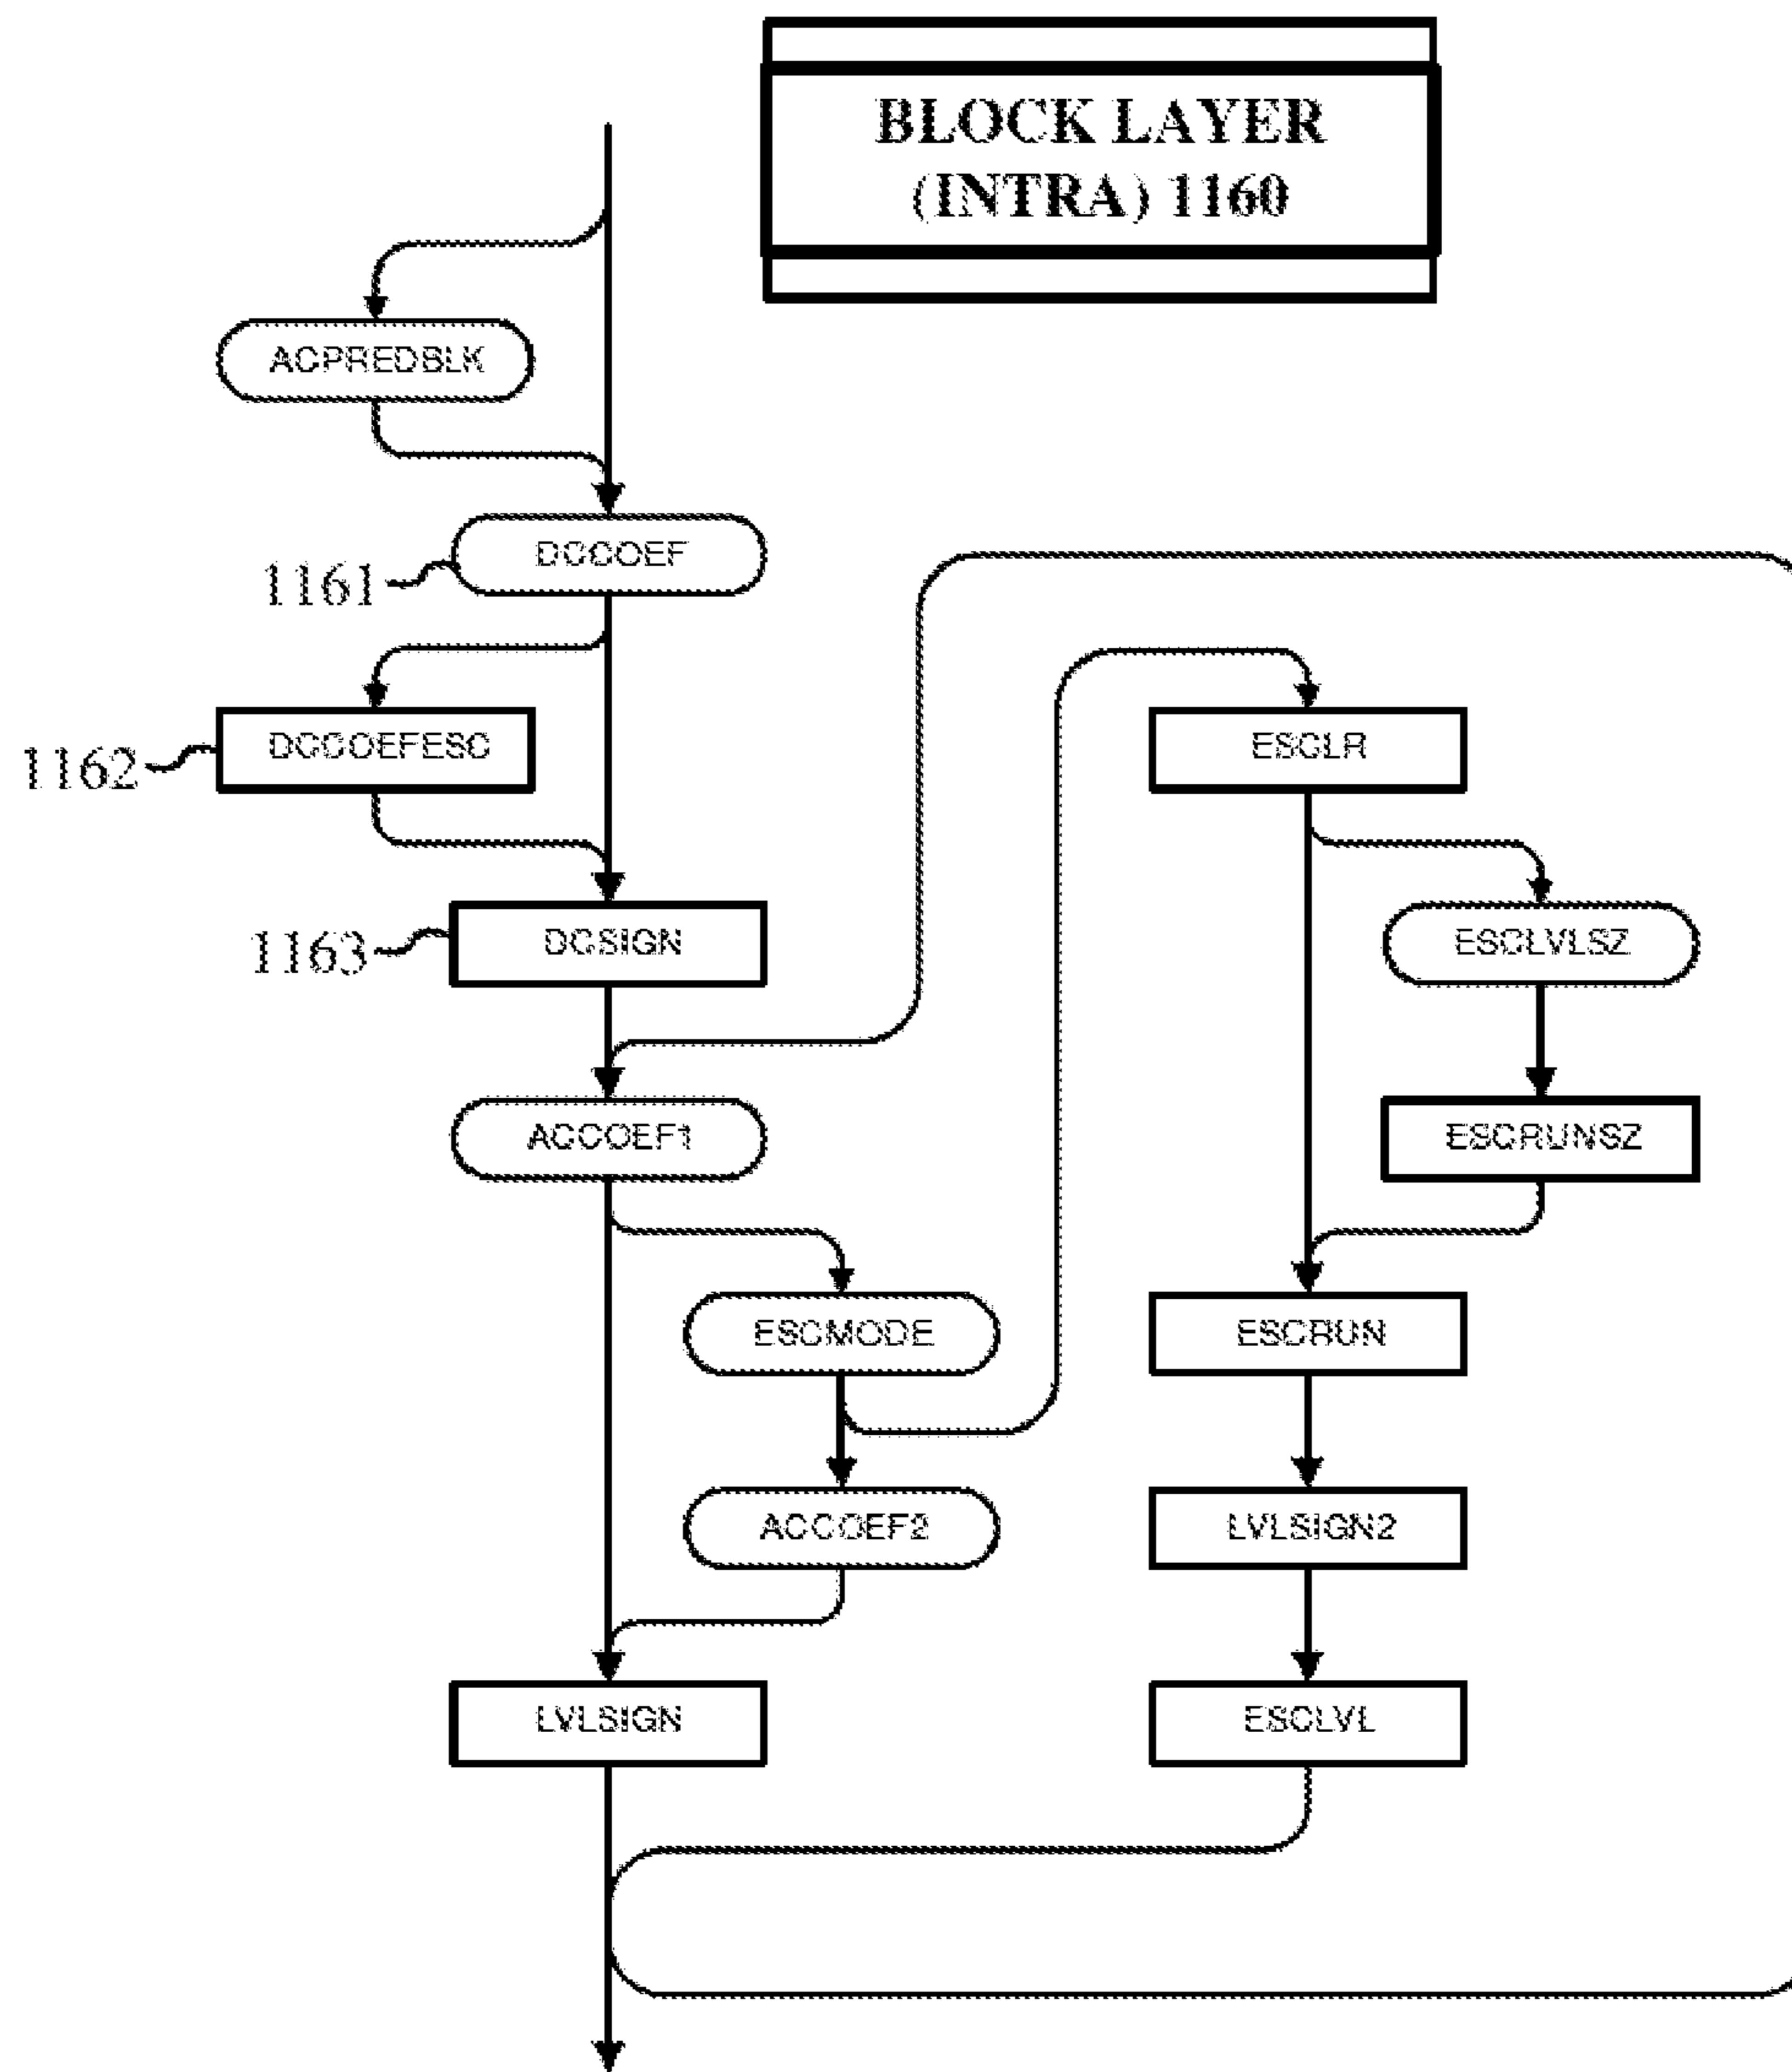 BLOCK LAYER
(INTRA) 1160
ACPREDBLK
DCCOEF
1161
DCCOEFESC
1162
ESCLR
DCSIGN
1163
ESCLVLSZ
ACCOEF1
ESCRUNSZ
ESCMODE
ESCRUN
ACCOEF2
LVLSIGN2
LVLSIGN
ESCLVL